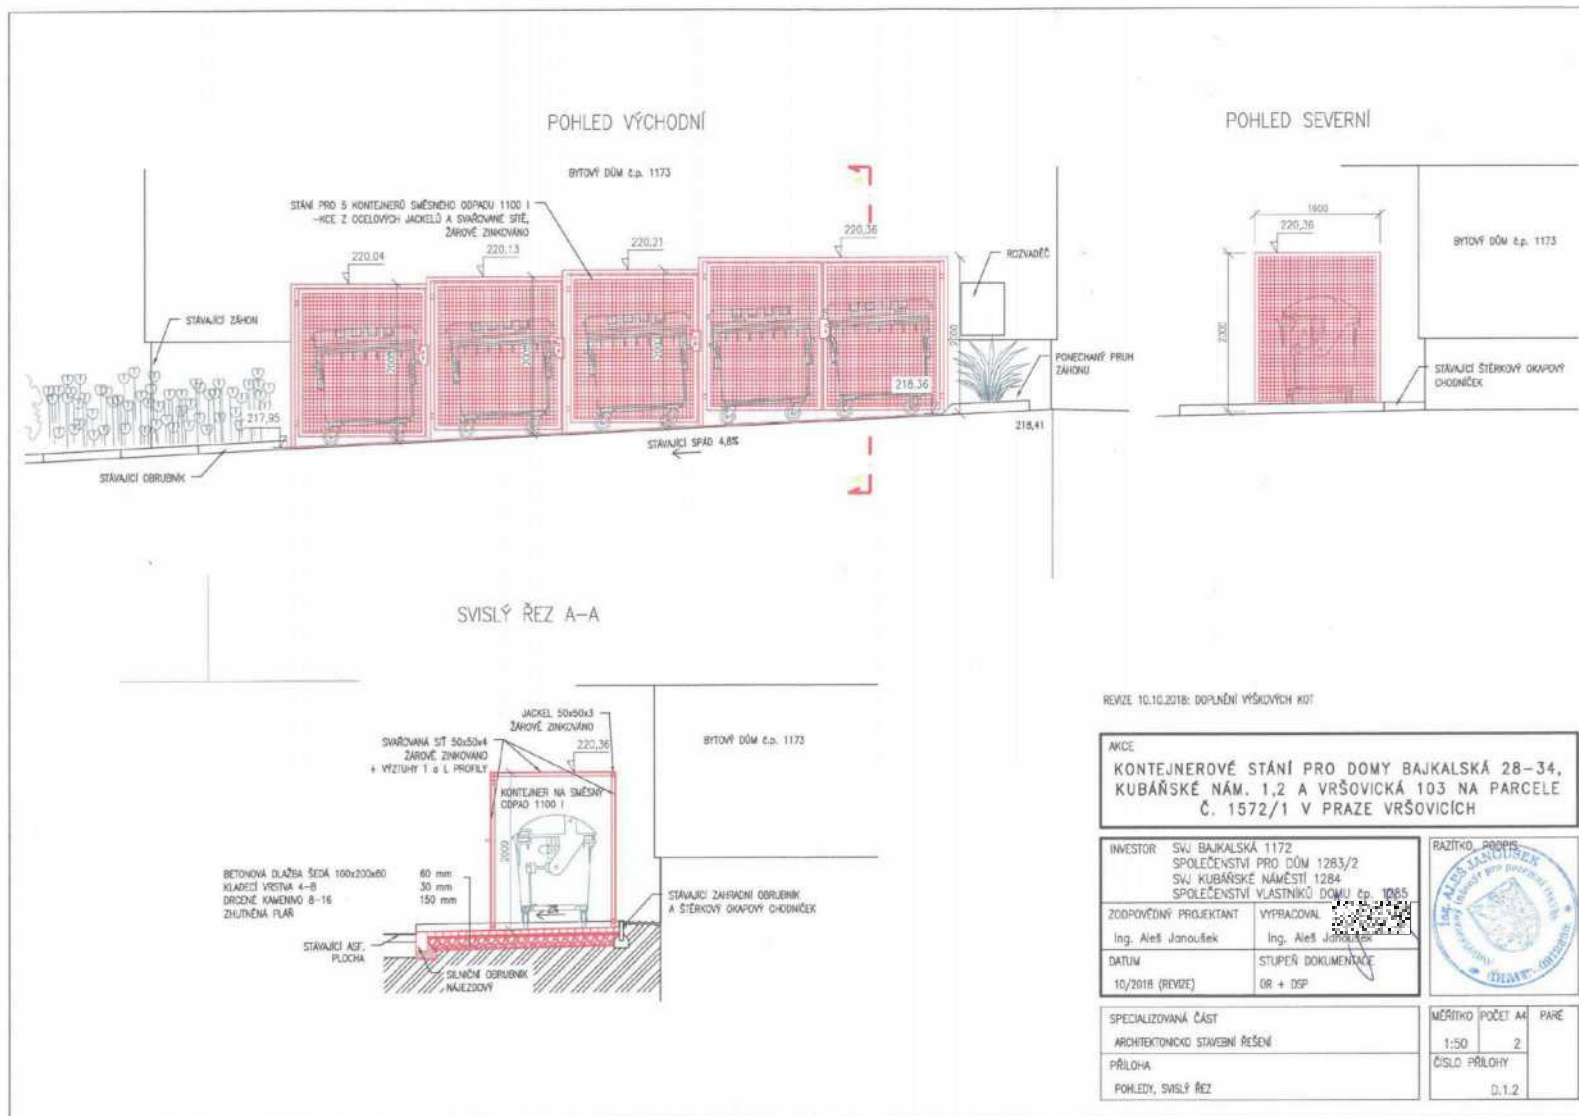 POHLED VÝCHODNÍ
POHLED SEVERNÍ
BYTOVÝ DŮM č.p. 1173
STÁNÍ PRO 5 KONTEJNERŮ SMĚSNÉHO ODPADU 1100 l
-KCE Z OCELOVÝCH JACKELŮ A SVAŘOVANÉ SÍTĚ,
ŽÁROVĚ ZINKOVÁNO
220,04
220,13
220,21
220,36
ROZVADĚČ
STÁVAJÍCÍ ZÁHON
2000
2000
2000
2000
PONECHANÝ PRUH
ZÁHONU
217,95
218,36
218,41
STÁVAJÍCÍ SPÁD 4,8%
STÁVAJÍCÍ OBRUBNÍK
1600
220,36
BYTOVÝ DŮM č.p. 1173
2000
STÁVAJÍCÍ ŠTĚRKOVÝ OKAPOVÝ
CHODNÍČEK
SVISLÝ ŘEZ A-A
JACKEL 50x50x3
ŽÁROVĚ ZINKOVÁNO
SVAŘOVANÁ SÍŤ 50x50x4
ŽÁROVĚ ZINKOVÁNO
+ VÝZTUHY T a L PROFILY
220,36
BYTOVÝ DŮM č.p. 1173
KONTEJNER NA SMĚSNÝ
ODPAD 1100 l
2000
2%
BETONOVÁ DLAŽBA ŠEDÁ 100x200x60 60 mm
KLADECÍ VRSTVA 4-8 30 mm
DRCENÉ KAMENIVO 8-16 150 mm
ZHUTNĚNÁ PLÁŇ
STÁVAJÍCÍ ASF.
PLOCHA
SILNIČNÍ OBRUBNÍK
NÁJEZDOVÝ
STÁVAJÍCÍ ZAHRADNÍ OBRUBNÍK
A ŠTĚRKOVÝ OKAPOVÝ CHODNÍČEK
REVIZE 10.10.2018: DOPLNĚNÍ VÝŠKOVÝCH KÓT
AKCE
KONTEJNEROVÉ STÁNÍ PRO DOMY BAJKALSKÁ 28-34,
KUBÁŇSKÉ NÁM. 1,2 A VRŠOVICKÁ 103 NA PARCELE
Č. 1572/1 V PRAZE VRŠOVICÍCH
INVESTOR SVJ BAJKALSKÁ 1172
SPOLEČENSTVÍ PRO DŮM 1283/2
SVJ KUBÁŇSKÉ NÁMĚSTÍ 1284
SPOLEČENSTVÍ VLASTNÍKŮ DOMU čp. 1285
RAZÍTKO, PODPIS
Ing. ALEŠ JANOUŠEK
ZODPOVĚDNÝ PROJEKTANT VYPRACOVAL
Ing. Aleš Janoušek Ing. Aleš Janoušek
DATUM STUPEŇ DOKUMENTACE
10/2018 (REVIZE) DR + DSP
SPECIALIZOVANÁ ČÁST
ARCHITEKTONICKO STAVEBNÍ ŘEŠENÍ
MĚŘÍTKO POČET A4 PARÉ
1:50 2
PŘÍLOHA
POHLEDY, SVISLÝ ŘEZ
ČÍSLO PŘÍLOHY
D.1.2